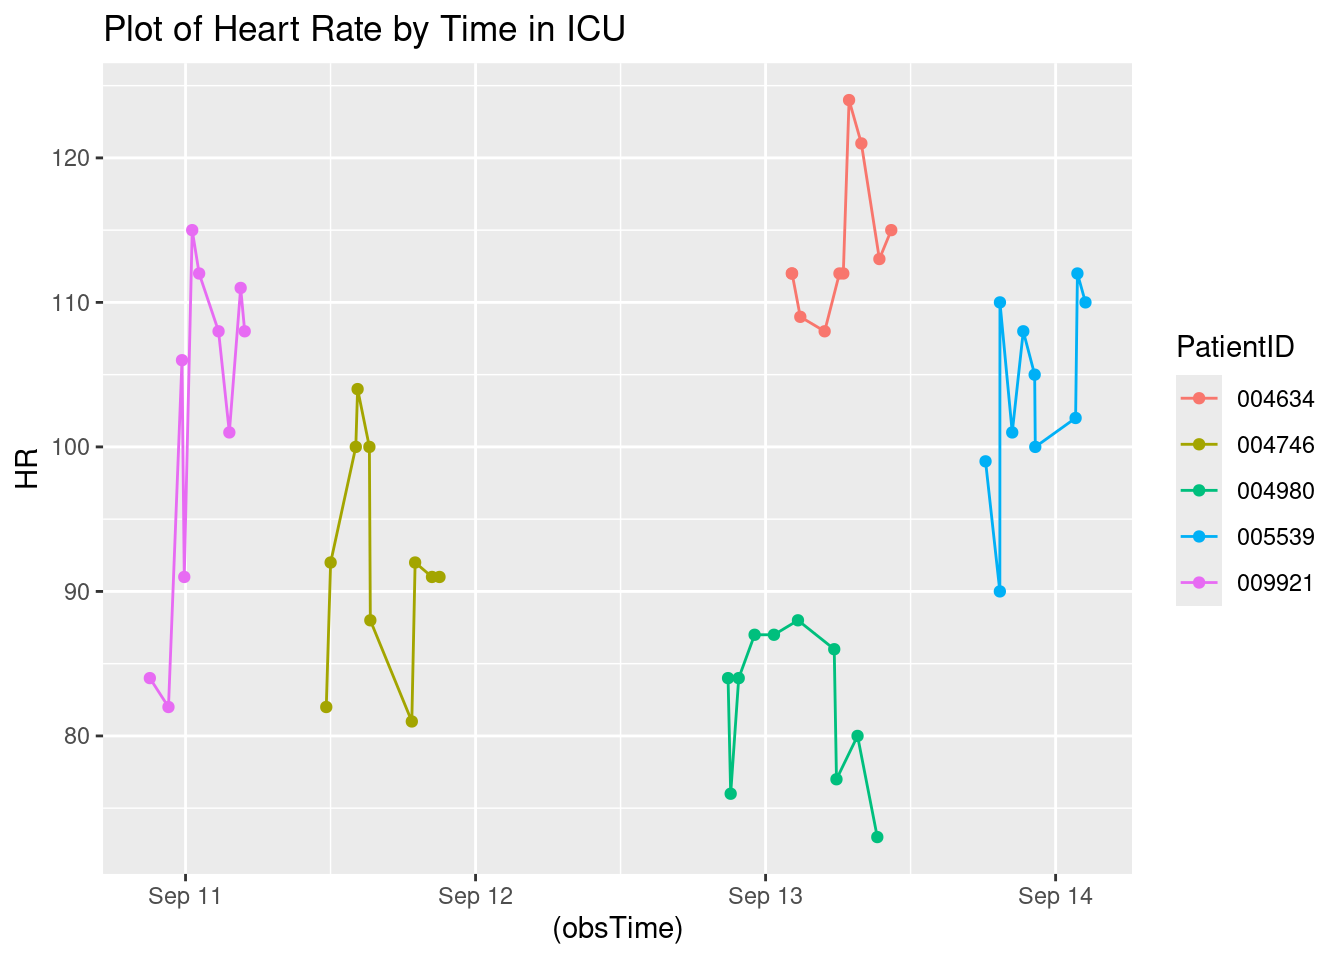 Plot of Heart Rate by Time in ICU
120
110
100
90
80
HR
Sep 11
Sep 12
Sep 13
Sep 14
(obsTime)
PatientID
004634
004746
004980
005539
009921